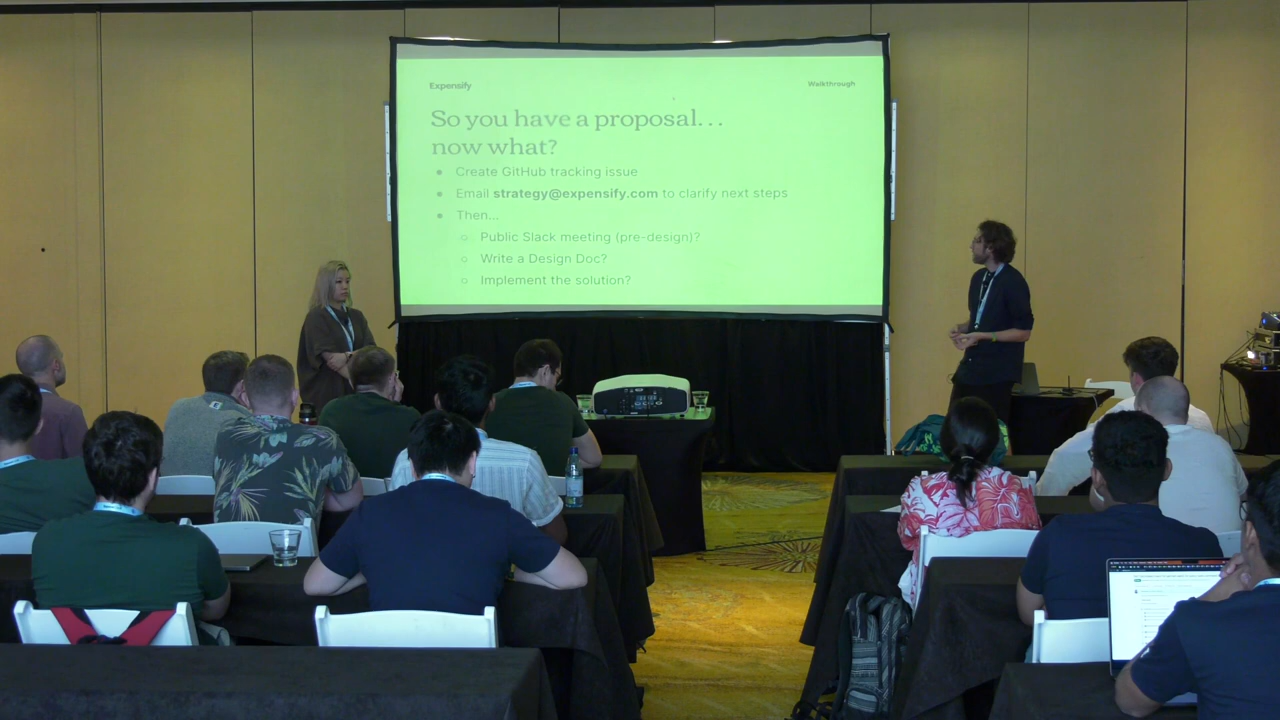 Expensify
Walkthrough
So you have a proposal...
now what?
● Create GitHub tracking issue
● Email strategy@expensify.com to clarify next steps
● Then...
○ Public Slack meeting (pre-design)?
○ Write a Design Doc?
○ Implement the solution?